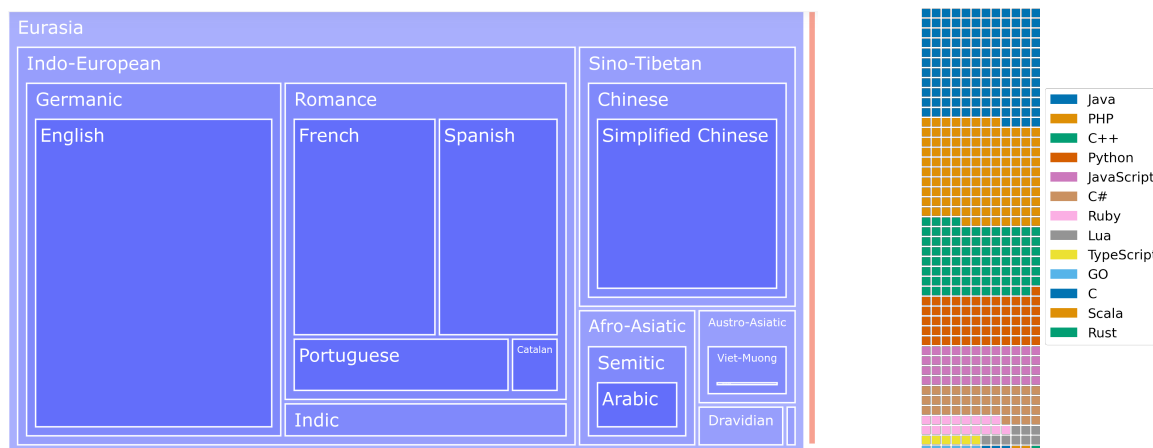 Eurasia
Indo-European
Germanic
English
Romance
French
Spanish
Portuguese
Catalan
Indic
Sino-Tibetan
Chinese
Simplified Chinese
Afro-Asiatic
Semitic
Arabic
Austro-Asiatic
Viet-Muong
Dravidian
Java
PHP
C++
Python
JavaScript
C#
Ruby
Lua
TypeScript
GO
C
Scala
Rust